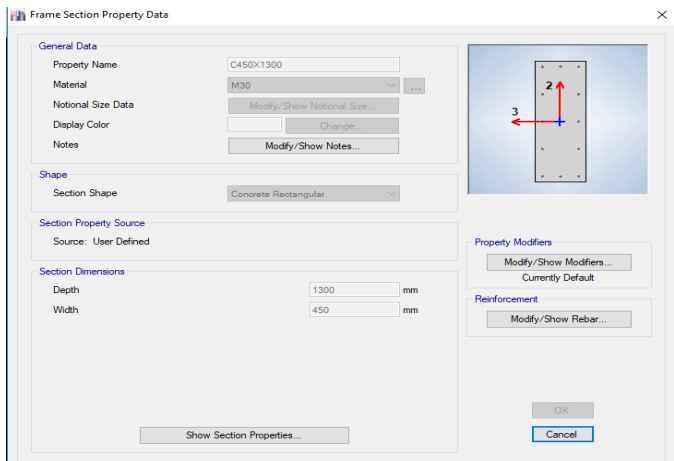 Frame Section Property Data
General Data
Property Name C450X1300
Material M30 ...
Notional Size Data Modify/Show Notional Size...
Display Color Change...
Notes Modify/Show Notes...
Shape
Section Shape Concrete Rectangular
Section Property Source
Source: User Defined
Section Dimensions
Depth 1300 mm
Width 450 mm
Show Section Properties...
2
3
Property Modifiers
Modify/Show Modifiers...
Currently Default
Reinforcement
Modify/Show Rebar...
OK
Cancel